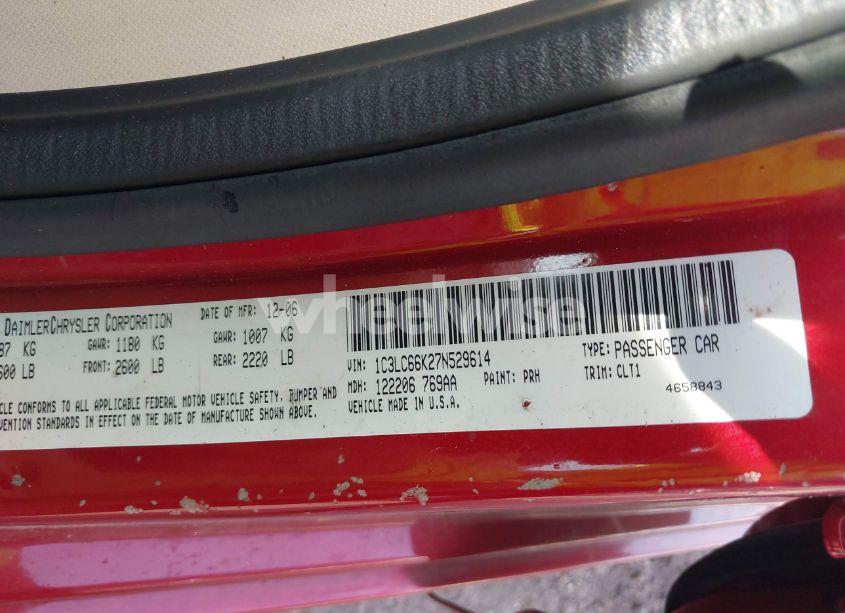 DAIMLERCHRYSLER CORPORATION DATE OF MFR: 12-06
87 KG GAWR: 1180 KG GAWR: 1007 KG
600 LB FRONT: 2600 LB REAR: 2220 LB
CLE CONFORMS TO ALL APPLICABLE FEDERAL MOTOR VEHICLE SAFETY, BUMPER AND
VENTION STANDARDS IN EFFECT ON THE DATE OF MANUFACTURE SHOWN ABOVE.
VIN: 1C3LC66K27N529614 TYPE: PASSENGER CAR
MDH: 122206 769AA PAINT: PRH TRIM: CLT1
VEHICLE MADE IN U.S.A. 4658843
wheelwise